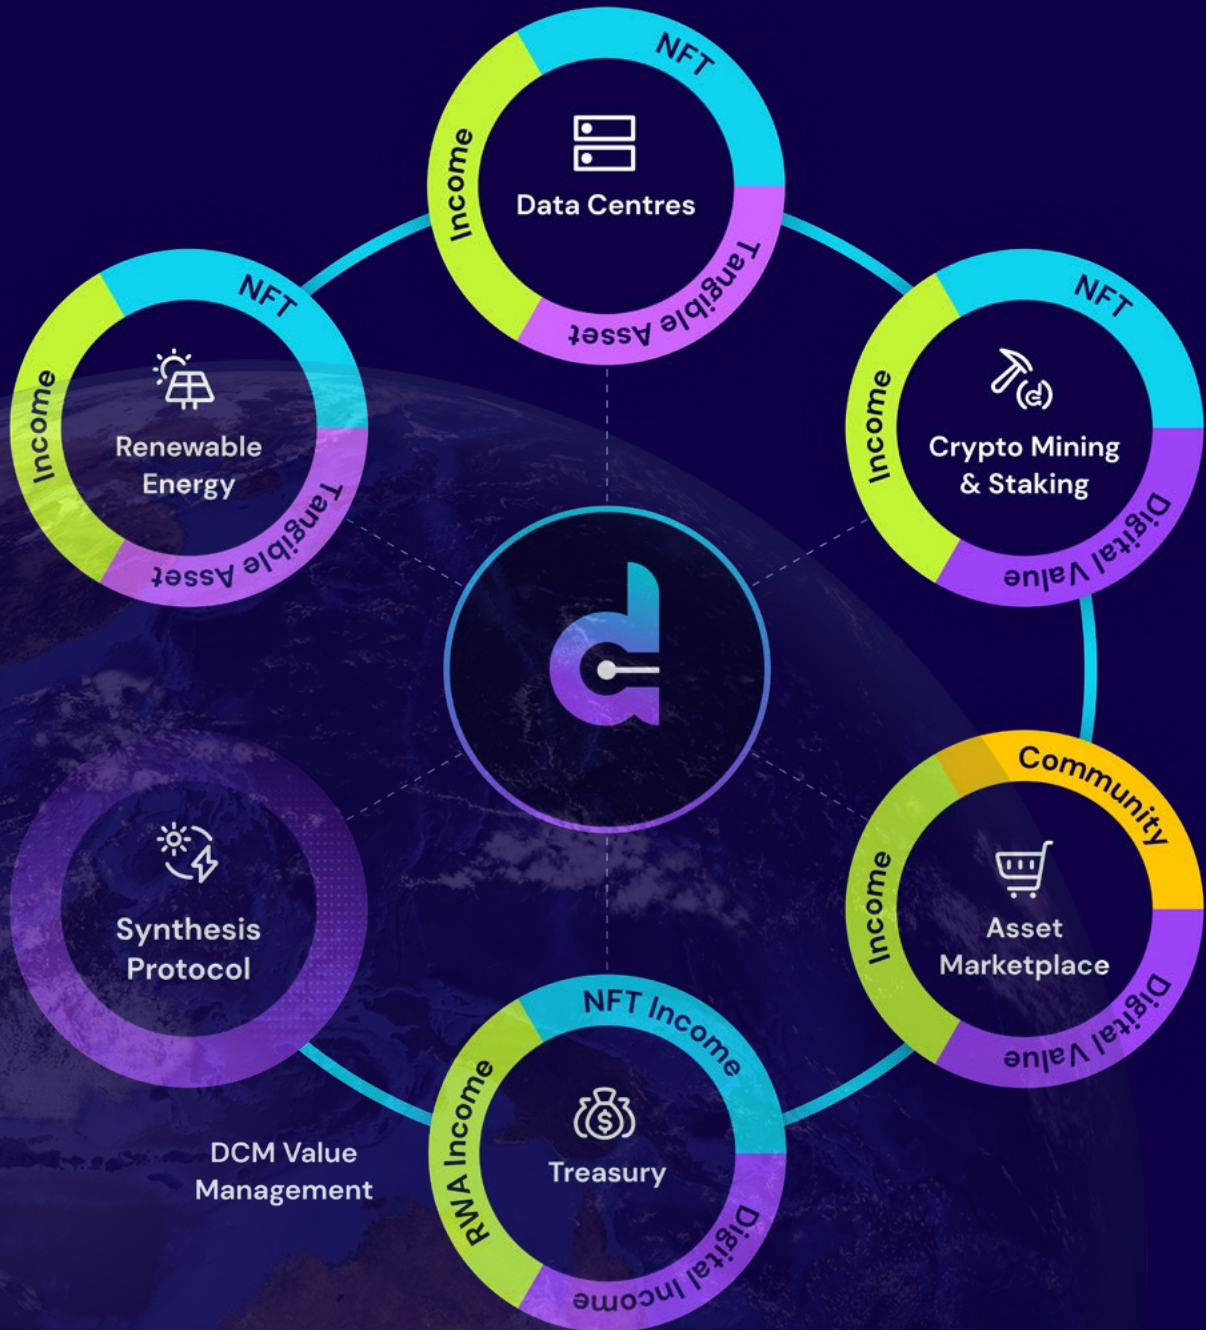 NFT
Income
Data Centres
Tangible Asset
NFT
Income
Renewable
Energy
Tangible Asset
NFT
Income
Crypto Mining
& Staking
Digital Value
d
Community
Income
Asset
Marketplace
Digital Value
Synthesis
Protocol
NFT Income
RWA Income
$
Treasury
Digital Income
DCM Value
Management